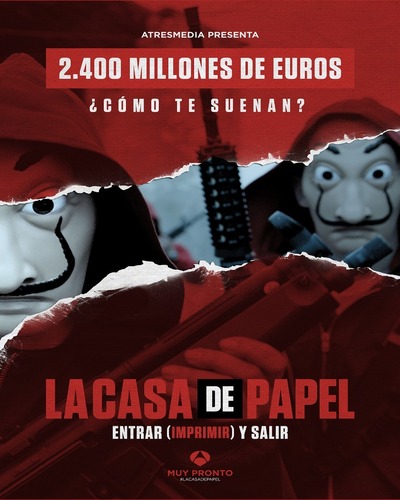 ATRESMEDIA PRESENTA
2.400 MILLONES DE EUROS
¿CÓMO TE SUENAN?
LA CASA DE PAPEL
ENTRAR (IMPRIMIR) Y SALIR
MUY PRONTO
#LACASADEPAPEL